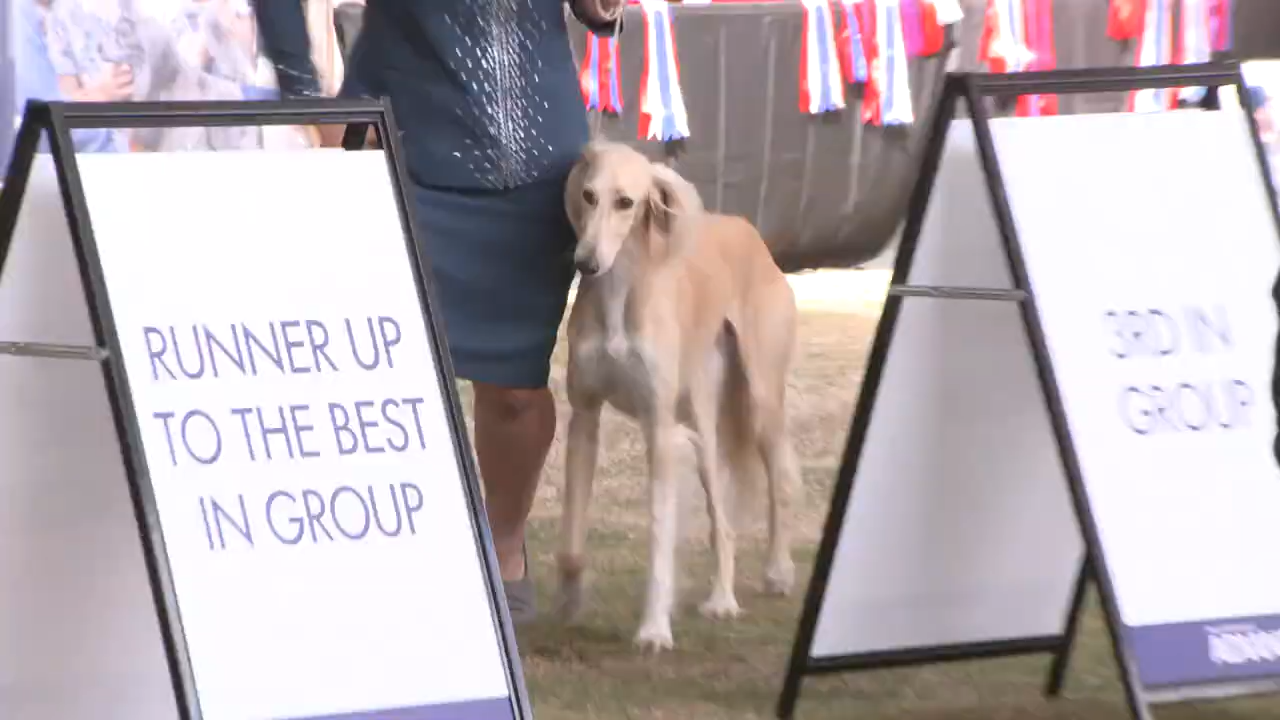 RUNNER UP
TO THE BEST
IN GROUP
3RD IN
GROUP